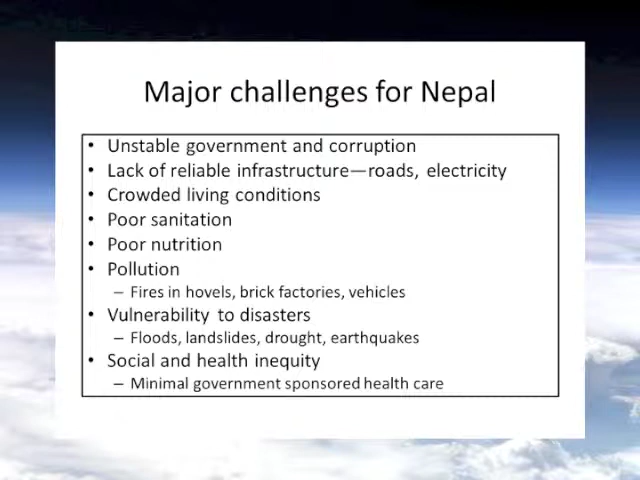 Major challenges for Nepal
• Unstable government and corruption
• Lack of reliable infrastructure—roads, electricity
• Crowded living conditions
• Poor sanitation
• Poor nutrition
• Pollution
– Fires in hovels, brick factories, vehicles
• Vulnerability to disasters
– Floods, landslides, drought, earthquakes
• Social and health inequity
– Minimal government sponsored health care